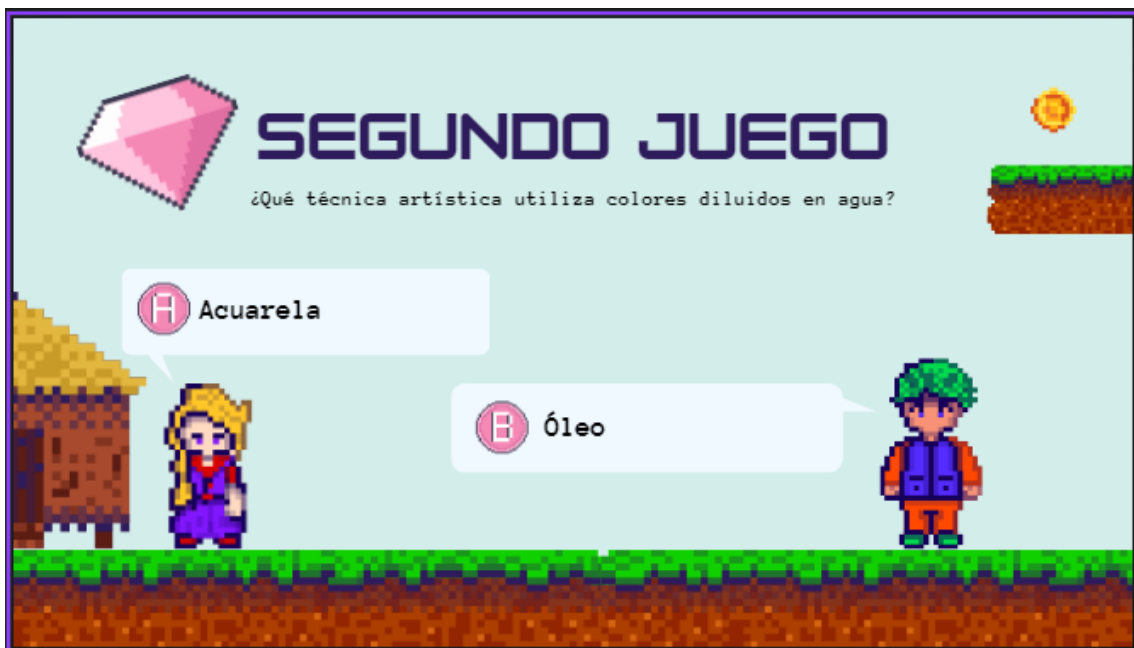 SEGUNDO JUEGO
¿Qué técnica artística utiliza colores diluidos en agua?
A Acuarela
B Óleo